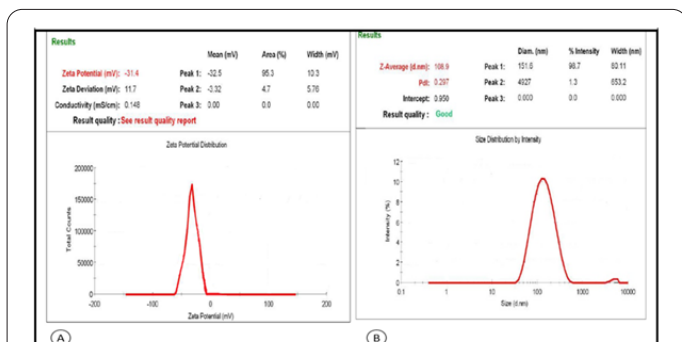 Results
Mean (mV) Area (%) Width (mV)
Zeta Potential (mV): -31.4 Peak 1: -32.5 95.3 10.3
Zeta Deviation (mV): 11.7 Peak 2: -3.32 4.7 5.76
Conductivity (mS/cm): 0.148 Peak 3: 0.00 0.0 0.00
Result quality : See result quality report
Zeta Potential Distribution
Total Counts
200000
150000
100000
50000
0
-200 -100 0 100 200
Zeta Potential (mV)
A
Results
Diam. (nm) % Intensity Width (nm)
Z-Average (d.nm): 108.9 Peak 1: 151.6 98.7 83.11
PdI: 0.297 Peak 2: 4927 1.3 653.2
Intercept: 0.950 Peak 3: 0.000 0.0 0.000
Result quality : Good
Size Distribution by Intensity
Intensity (%)
12
10
8
6
4
2
0
0.1 1 10 100 1000 10000
Size (d.nm)
B